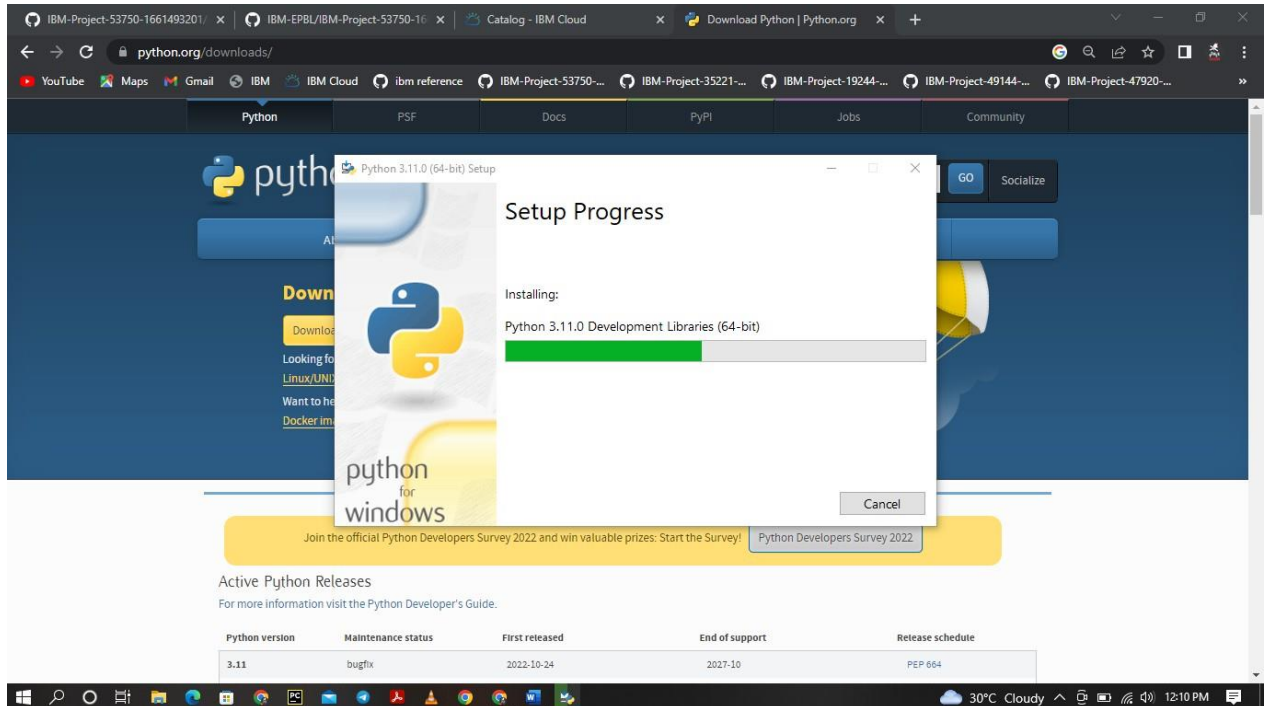 IBM-Project-53750-1661493201/
IBM-EPBL/IBM-Project-53750-16
Catalog - IBM Cloud
Download Python | Python.org
python.org/downloads/
YouTube
Maps
Gmail
IBM
IBM Cloud
ibm reference
IBM-Project-53750-...
IBM-Project-35221-...
IBM-Project-19244-...
IBM-Project-49144-...
IBM-Project-47920-...
»
Python
PSF
Docs
PyPI
Jobs
Community
pyth
GO
Socialize
Python 3.11.0 (64-bit) Setup
Setup Progress
Installing:
Python 3.11.0 Development Libraries (64-bit)
Cancel
python
for
windows
Down
Downloa
Looking fo
Linux/UNI
Want to he
Docker im
Join the official Python Developers Survey 2022 and win valuable prizes: Start the Survey!
Python Developers Survey 2022
Active Python Releases
For more information visit the Python Developer's Guide.
Python version Maintenance status First released End of support Release schedule
3.11 bugfix 2022-10-24 2027-10 PEP 664
30°C Cloudy
12:10 PM